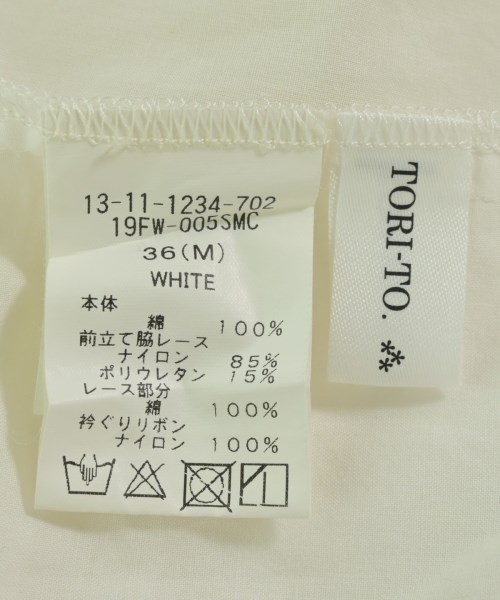 13-11-1234-702
19FW-005SMC
36(M)
WHITE
本体
綿 100%
前立て脇レース
ナイロン 85%
ポリウレタン 15%
レース部分
綿 100%
衿ぐりリボン
ナイロン 100%
TORI-TO.